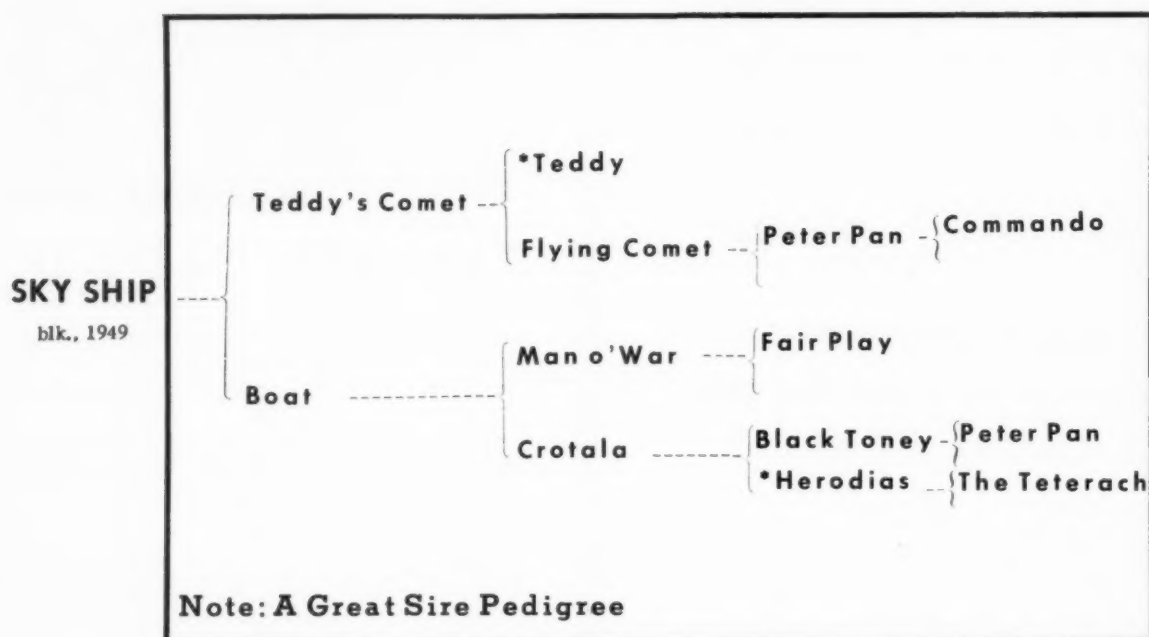 *Teddy
Teddy's Comet
Flying Comet
Peter Pan
Commando
SKY SHIP
blk., 1949
Man o'War
Fair Play
Boat
Crotala
Black Toney
Peter Pan
*Herodias
The Teterach
Note: A Great Sire Pedigree